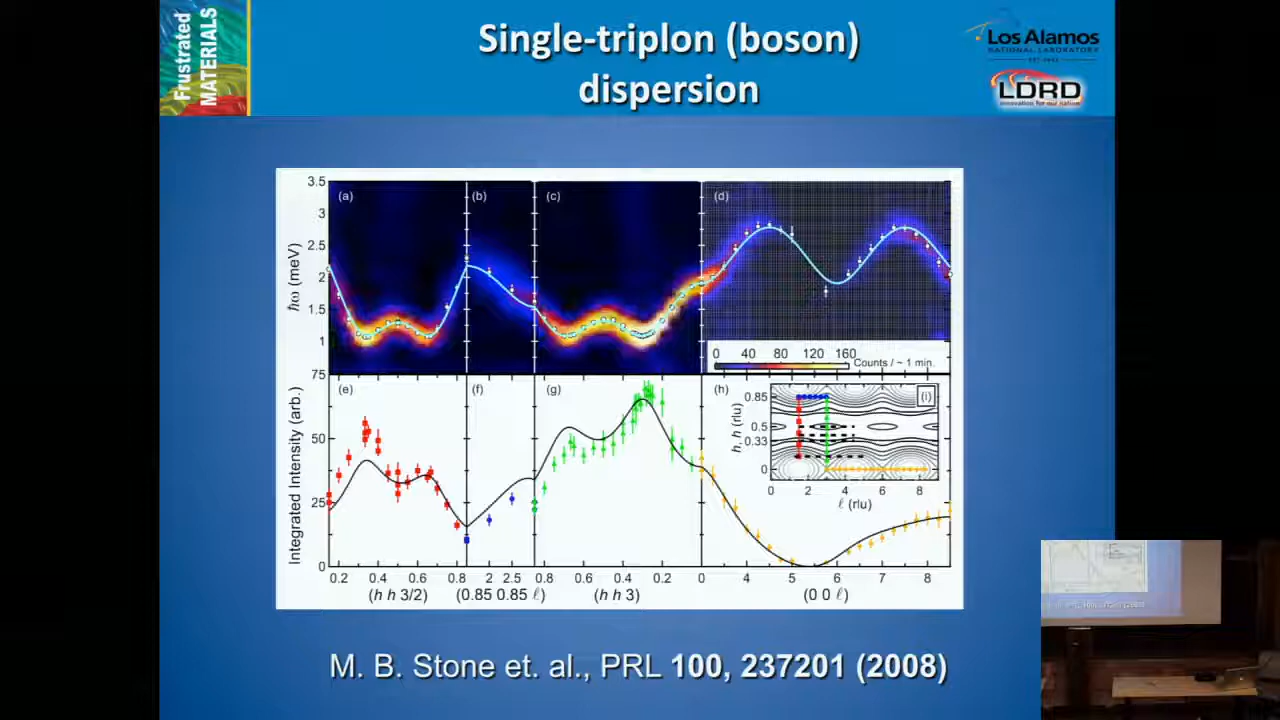 Frustrated
MATERIALS
Single-triplon (boson)
dispersion
Los Alamos
NATIONAL LABORATORY
EST. 1943
LDRD
innovation for our nation
ħω (meV)
3.5
3
2.5
2
1.5
1
(a)
(b)
(c)
(d)
0 40 80 120 160
Counts / ~ 1 min.
Integrated Intensity (arb.)
75
50
25
0
(e)
(f)
(g)
(h)
(i)
h, h (rlu)
0.85
0.5
0.33
0
0 2 4 6 8
ℓ (rlu)
0.2 0.4 0.6 0.8 2 2.5 0.8 0.6 0.4 0.2 0 4 5 6 7 8
(h h 3/2) (0.85 0.85 ℓ) (h h 3) (0 0 ℓ)
M. B. Stone et. al., PRL 100, 237201 (2008)